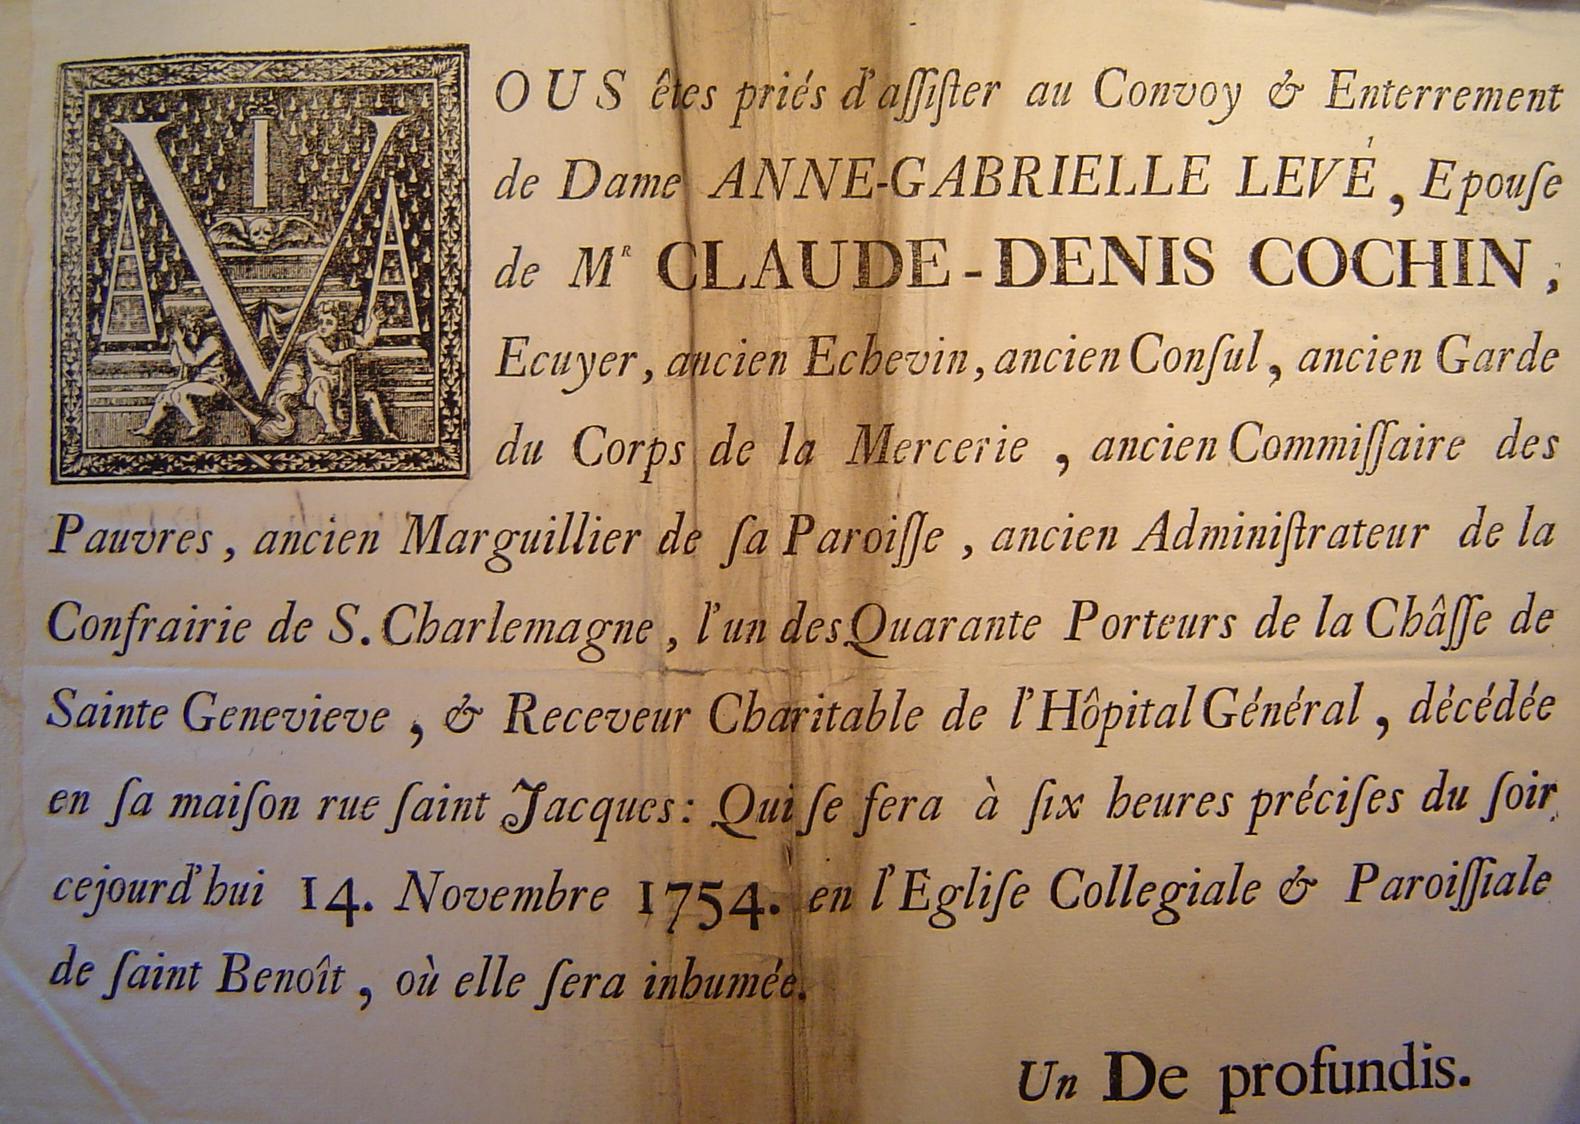 VOUS êtes priés d'aſſiſter au Convoy & Enterrement
de Dame ANNE-GABRIELLE LEVÉ, Epouſe
de Mr CLAUDE-DENIS COCHIN,
Ecuyer, ancien Echevin, ancien Conſul, ancien Garde
du Corps de la Mercerie, ancien Commiſſaire des
Pauvres, ancien Marguillier de ſa Paroiſſe, ancien Adminiſtrateur de la
Confrairie de S. Charlemagne, l'un des Quarante Porteurs de la Châſſe de
Sainte Genevieve, & Receveur Charitable de l'Hôpital Général, décédée
en ſa maiſon rue ſaint Jacques: Qui ſe fera à ſix heures préciſes du ſoir,
cejourd'hui 14. Novembre 1754. en l'Egliſe Collegiale & Paroiſſiale
de ſaint Benoît, où elle ſera inhumée.
Un De profundis.